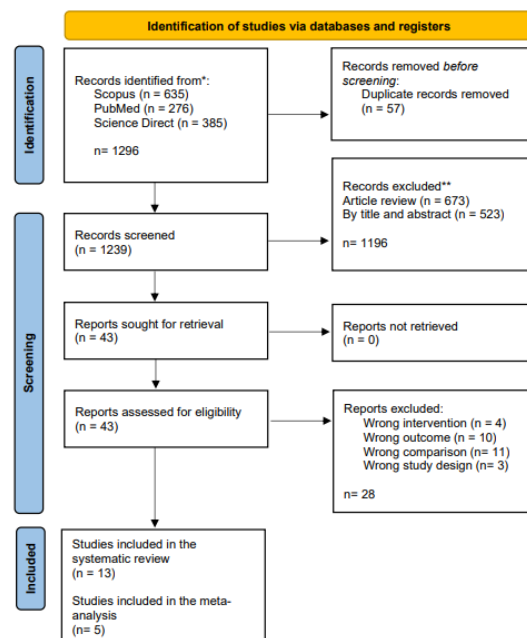 Identification of studies via databases and registers
Identification
Records identified from*:
Scopus (n = 635)
PubMed (n = 276)
Science Direct (n = 385)
n= 1296
Records removed before
screening:
Duplicate records removed
(n = 57)
Screening
Records screened
(n = 1239)
Records excluded**
Article review (n = 673)
By title and abstract (n = 523)
n= 1196
Reports sought for retrieval
(n = 43)
Reports not retrieved
(n = 0)
Reports assessed for eligibility
(n = 43)
Reports excluded:
Wrong intervention (n = 4)
Wrong outcome (n = 10)
Wrong comparison (n= 11)
Wrong study design (n= 3)
n= 28
Included
Studies included in the
systematic review
(n = 13)
Studies included in the meta-
analysis
(n= 5)